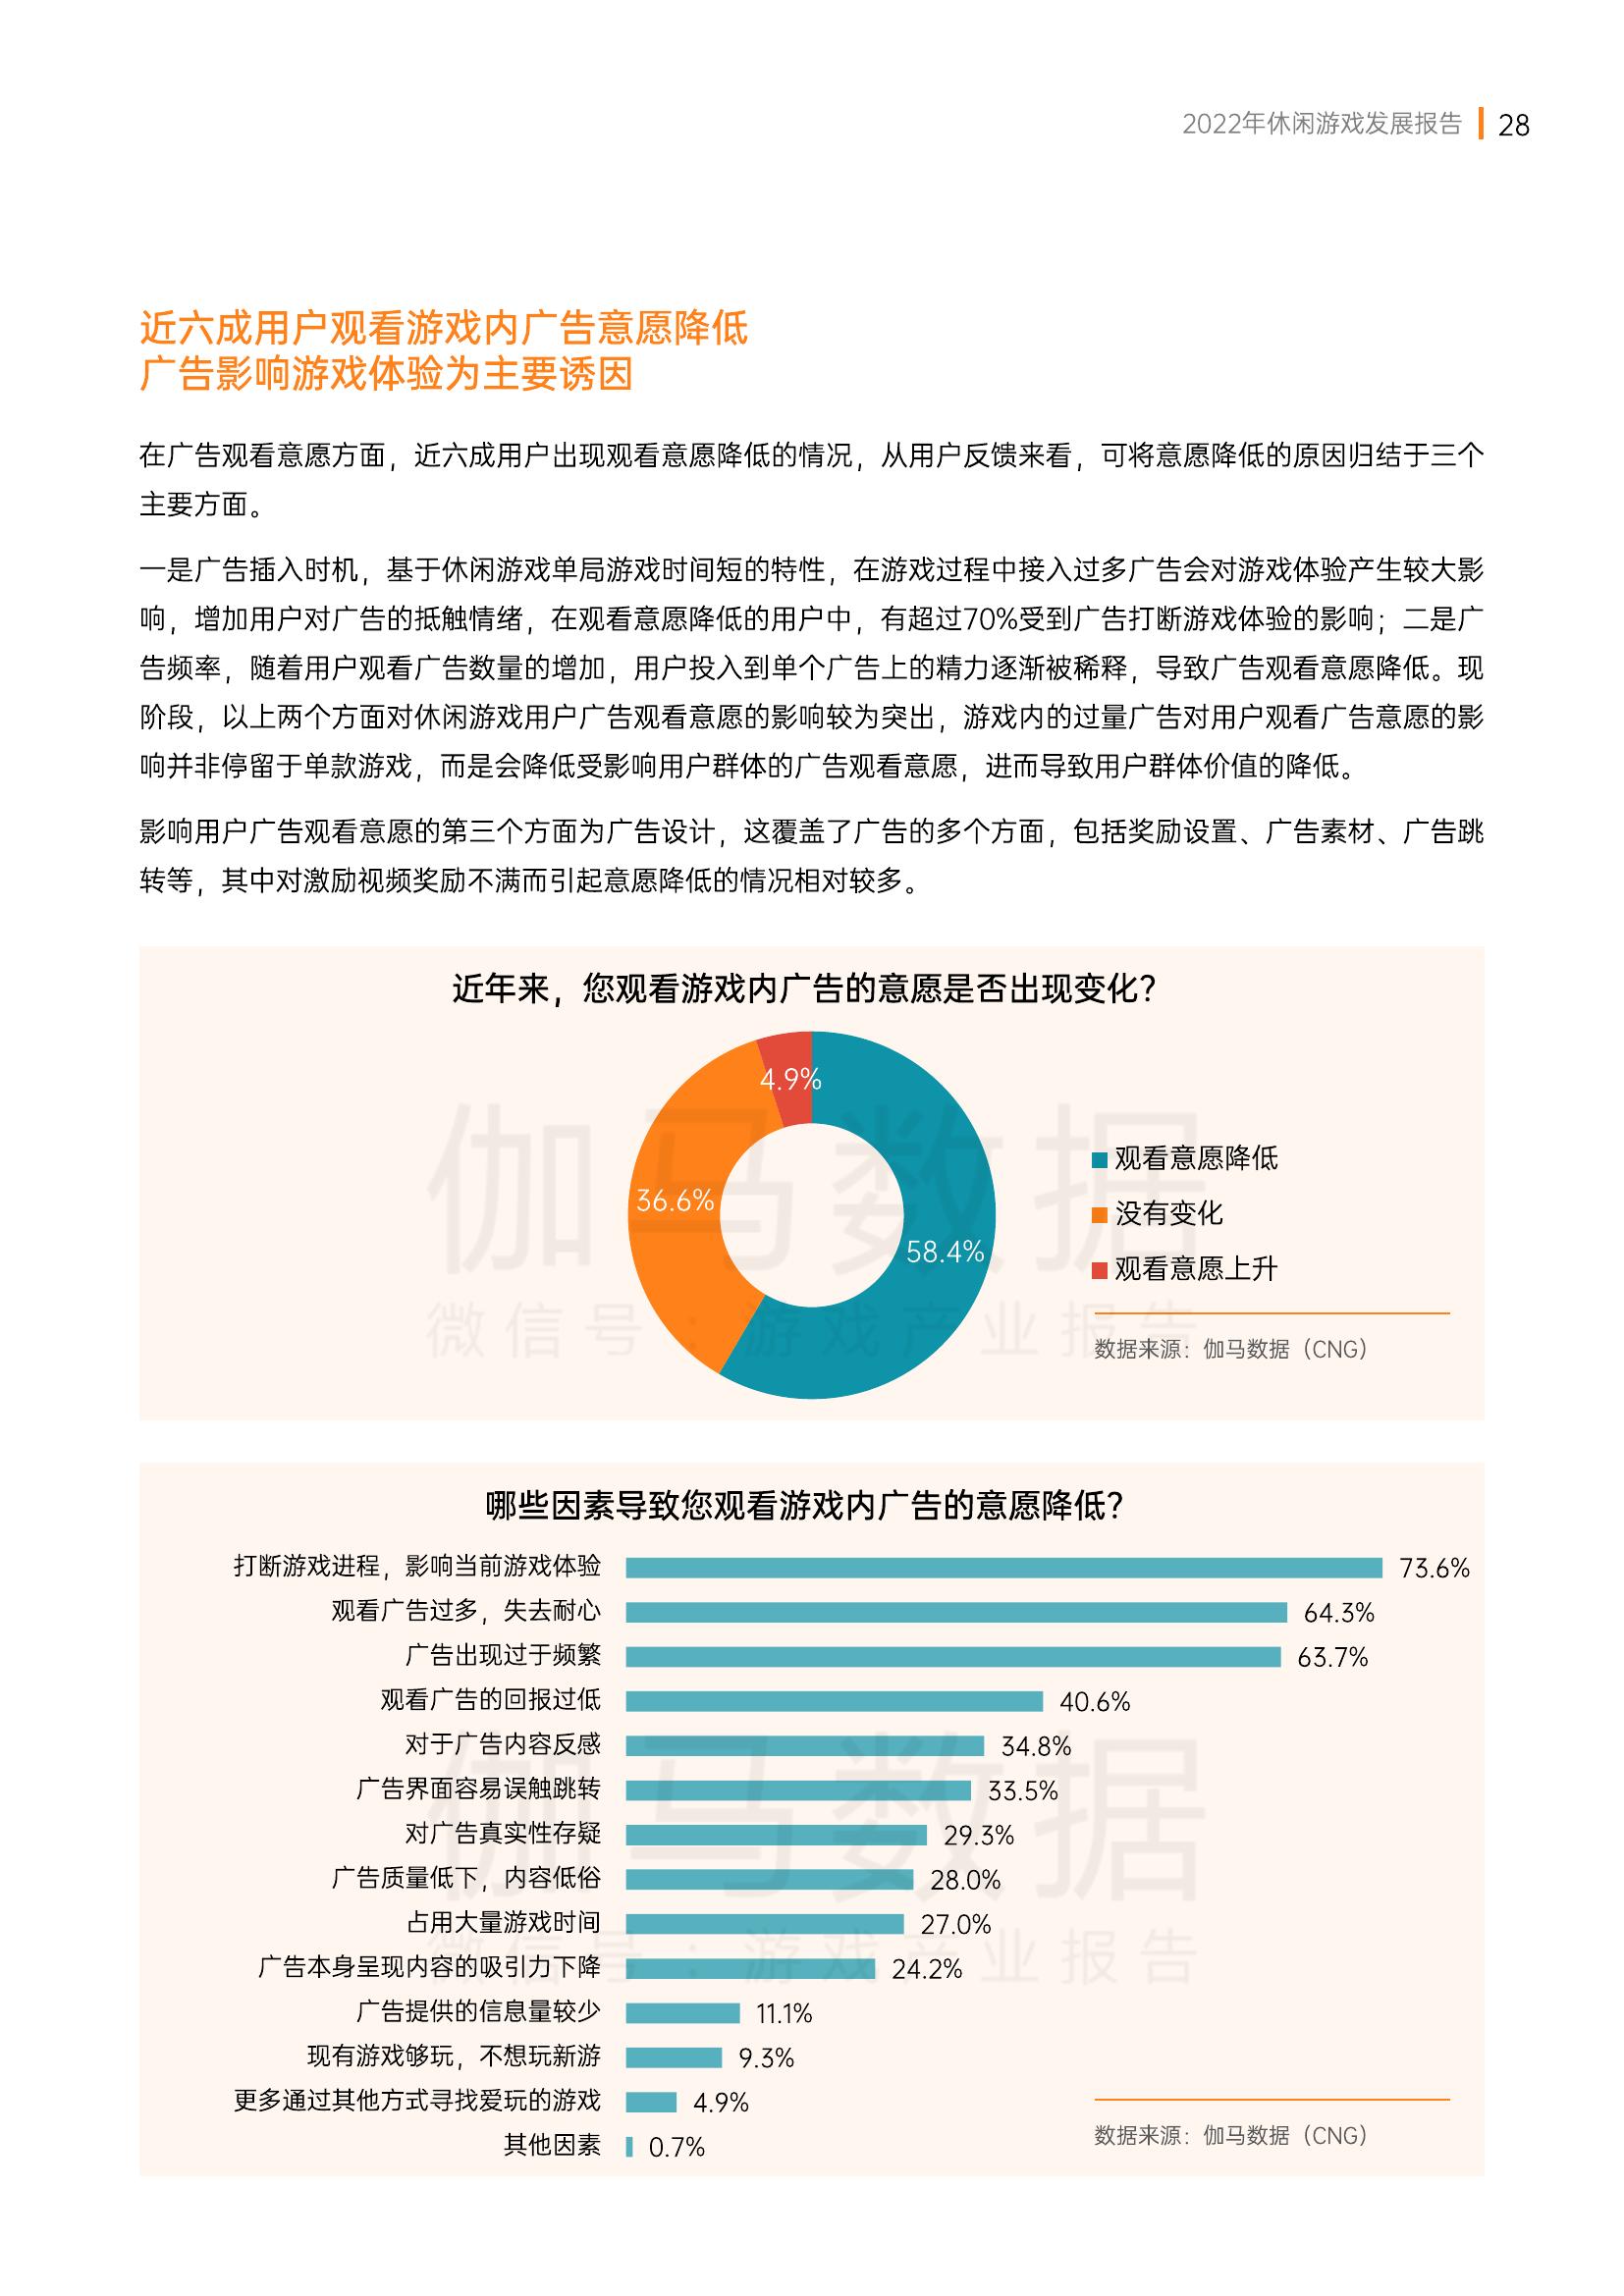 2022年休闲游戏发展报告 28
近六成用户观看游戏内广告意愿降低
广告影响游戏体验为主要诱因
在广告观看意愿方面，近六成用户出现观看意愿降低的情况，从用户反馈来看，可将意愿降低的原因归结于三个
主要方面。
一是广告插入时机，基于休闲游戏单局游戏时间短的特性，在游戏过程中接入过多广告会对游戏体验产生较大影
响，增加用户对广告的抵触情绪，在观看意愿降低的用户中，有超过70%受到广告打断游戏体验的影响；二是广
告频率，随着用户观看广告数量的增加，用户投入到单个广告上的精力逐渐被稀释，导致广告观看意愿降低。现
阶段，以上两个方面对休闲游戏用户广告观看意愿的影响较为突出，游戏内的过量广告对用户观看广告意愿的影
响并非停留于单款游戏，而是会降低受影响用户群体的广告观看意愿，进而导致用户群体价值的降低。
影响用户广告观看意愿的第三个方面为广告设计，这覆盖了广告的多个方面，包括奖励设置、广告素材、广告跳
转等，其中对激励视频奖励不满而引起意愿降低的情况相对较多。
近年来，您观看游戏内广告的意愿是否出现变化？
4.9%
36.6%
58.4%
观看意愿降低
没有变化
观看意愿上升
数据来源：伽马数据（CNG）
伽马数据
微信号：游戏产业报告
哪些因素导致您观看游戏内广告的意愿降低？
打断游戏进程，影响当前游戏体验 73.6%
观看广告过多，失去耐心 64.3%
广告出现过于频繁 63.7%
观看广告的回报过低 40.6%
对于广告内容反感 34.8%
广告界面容易误触跳转 33.5%
对广告真实性存疑 29.3%
广告质量低下，内容低俗 28.0%
占用大量游戏时间 27.0%
广告本身呈现内容的吸引力下降 24.2%
广告提供的信息量较少 11.1%
现有游戏够玩，不想玩新游 9.3%
更多通过其他方式寻找爱玩的游戏 4.9%
其他因素 0.7%
数据来源：伽马数据（CNG）
伽马数据
微信号：游戏产业报告